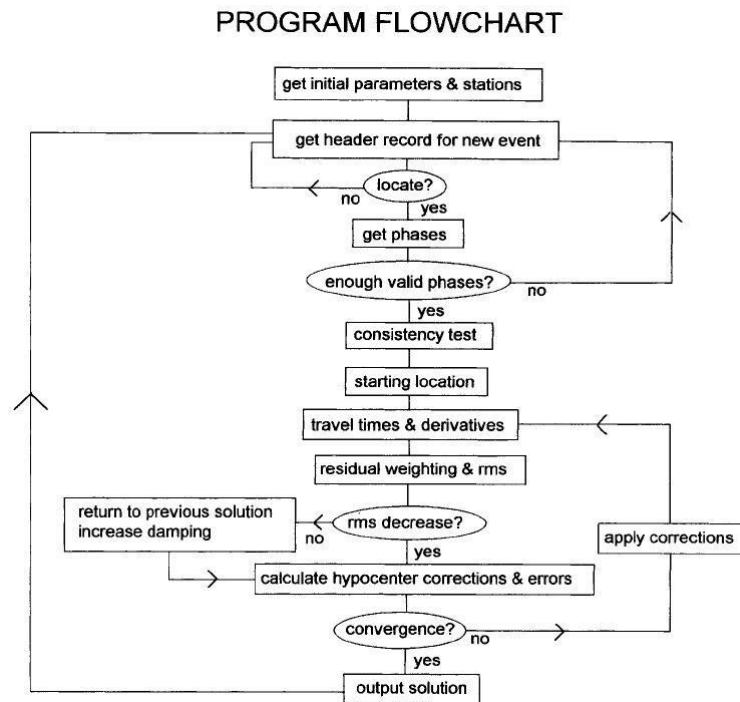 PROGRAM FLOWCHART
get initial parameters & stations
get header record for new event
locate?
no
yes
get phases
enough valid phases?
no
yes
consistency test
starting location
travel times & derivatives
residual weighting & rms
return to previous solution
increase damping
rms decrease?
no
yes
apply corrections
calculate hypocenter corrections & errors
convergence?
no
yes
output solution